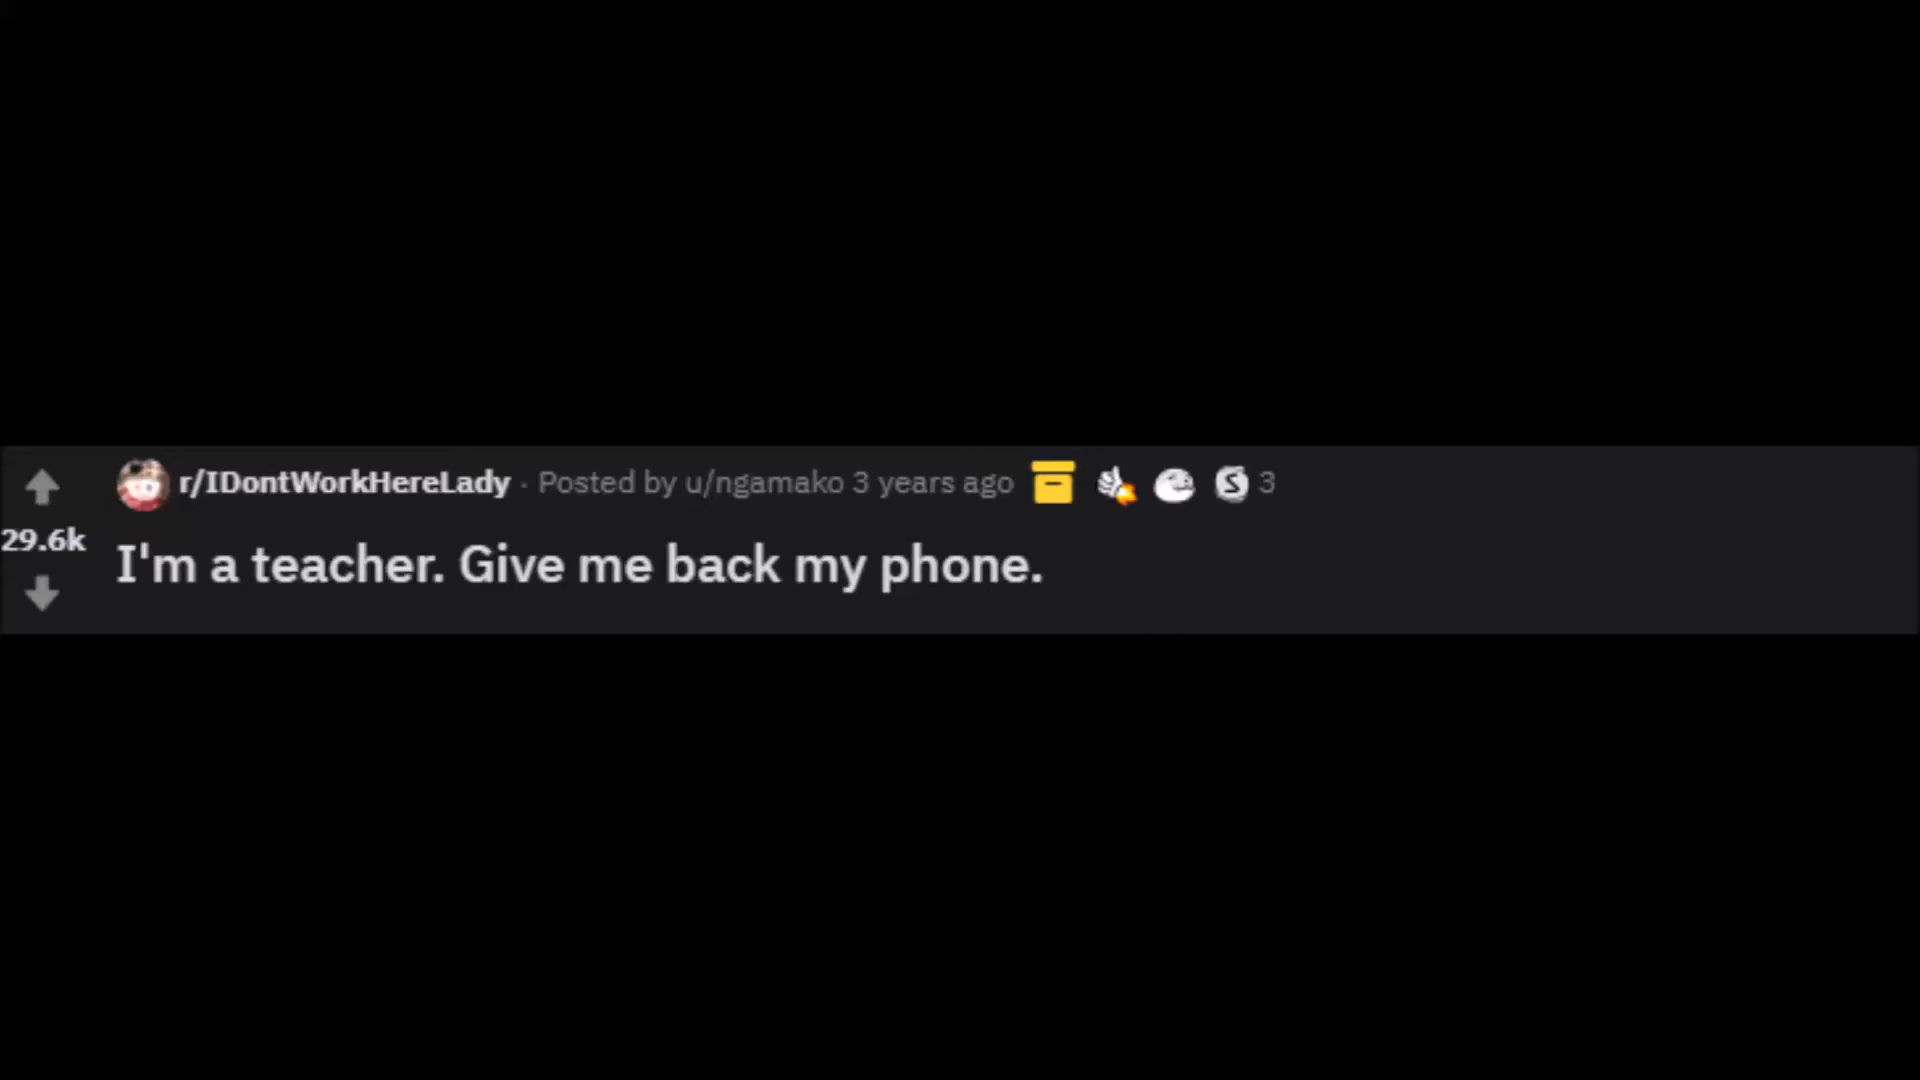 r/IDontWorkHereLady · Posted by u/ngamako 3 years ago 3
29.6k
I'm a teacher. Give me back my phone.